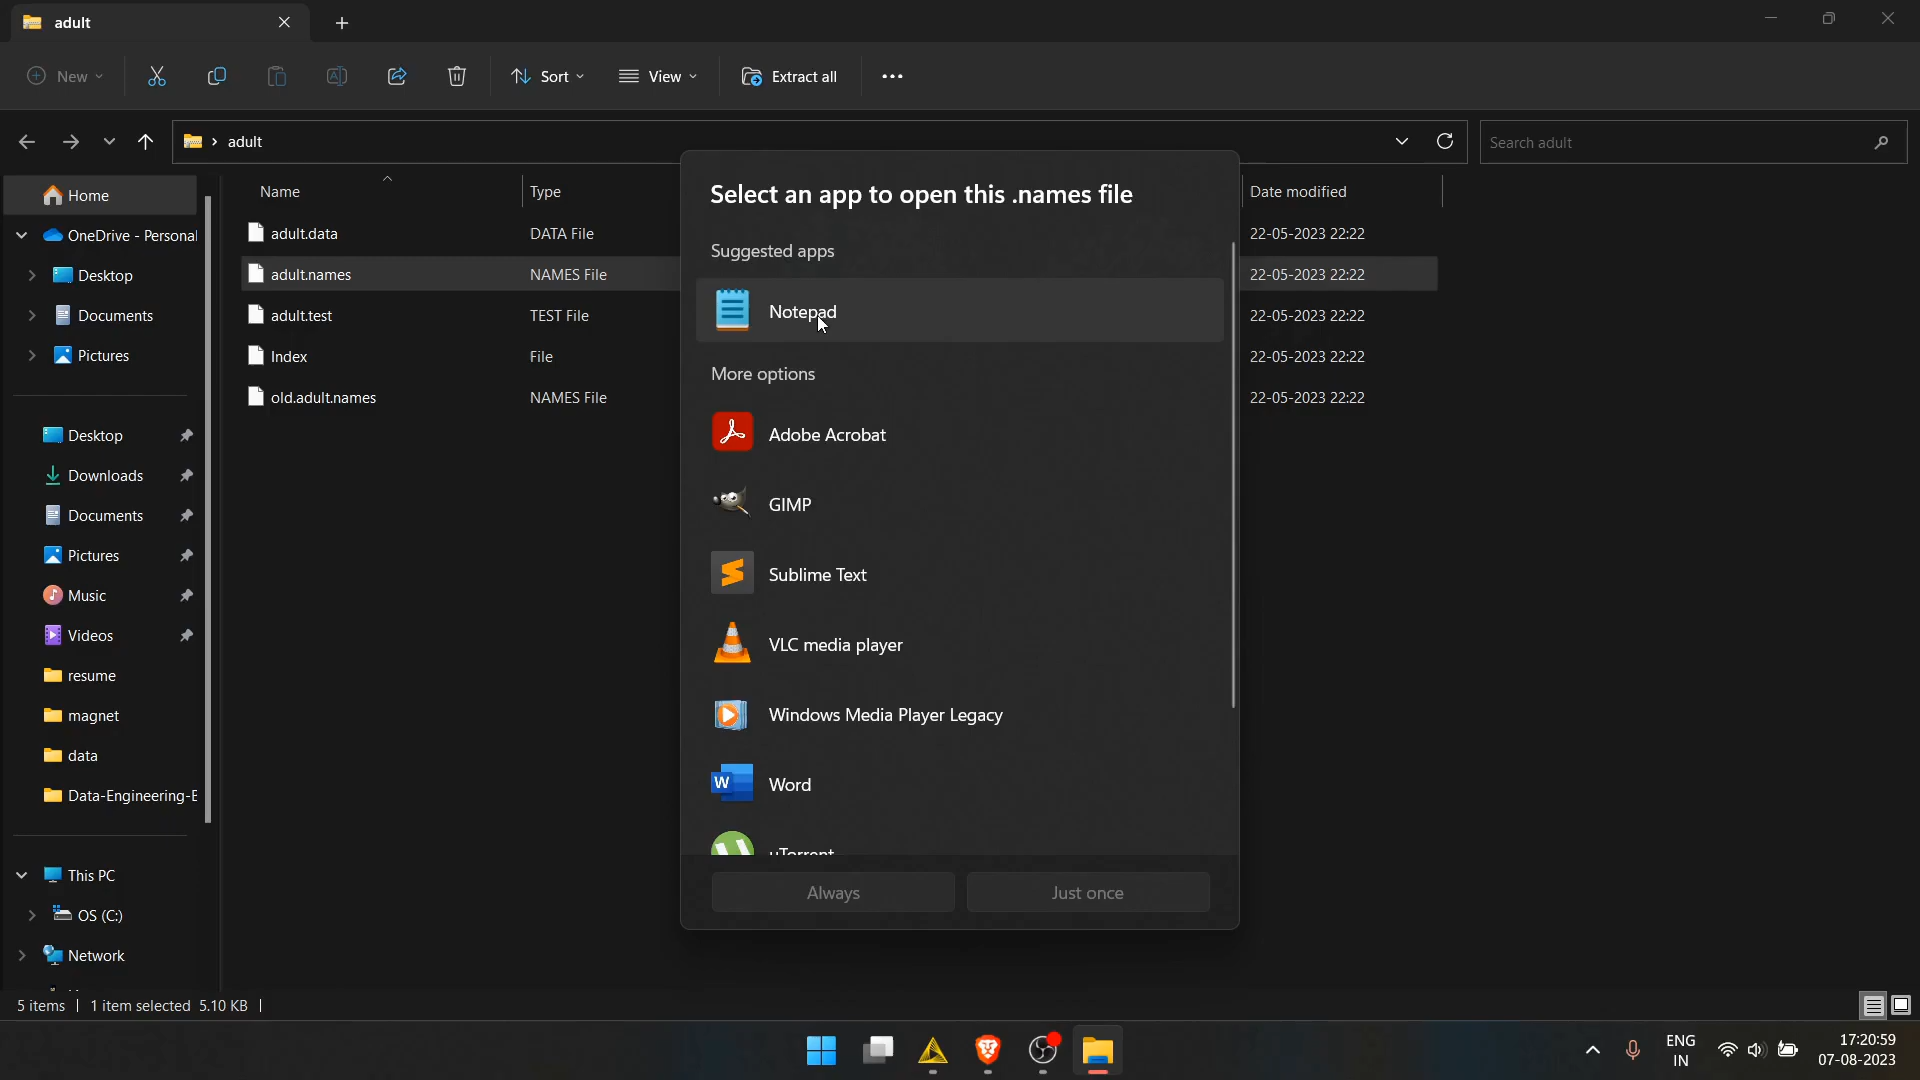 adult
New
Sort
View
Extract all
adult
Search adult
Name
Type
Date modified
Home
OneDrive - Personal
Desktop
Documents
Pictures
Desktop
Downloads
Documents
Pictures
Music
Videos
resume
magnet
data
Data-Engineering-E
This PC
OS (C:)
Network
adult.data DATA File 22-05-2023 22:22
adult.names NAMES File 22-05-2023 22:22
adult.test TEST File 22-05-2023 22:22
Index File 22-05-2023 22:22
old.adult.names NAMES File 22-05-2023 22:22
Select an app to open this .names file
Suggested apps
Notepad
More options
Adobe Acrobat
GIMP
Sublime Text
VLC media player
Windows Media Player Legacy
W Word
uTorrent
Always
Just once
5 items 1 item selected 5.10 KB
ENG
IN
17:20:59
07-08-2023